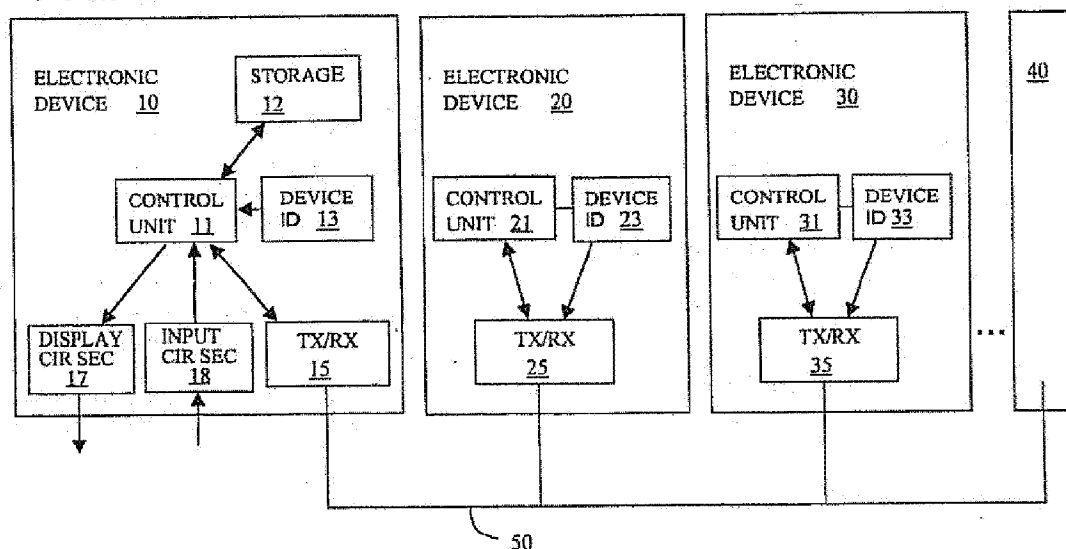 ELECTRONIC
DEVICE 10
STORAGE
12
CONTROL
UNIT 11
DEVICE
ID 13
DISPLAY
CIR SEC
17
INPUT
CIR SEC
18
TX/RX
15
ELECTRONIC
DEVICE 20
CONTROL
UNIT 21
DEVICE
ID 23
TX/RX
25
ELECTRONIC
DEVICE 30
CONTROL
UNIT 31
DEVICE
ID 33
TX/RX
35
...
40
50